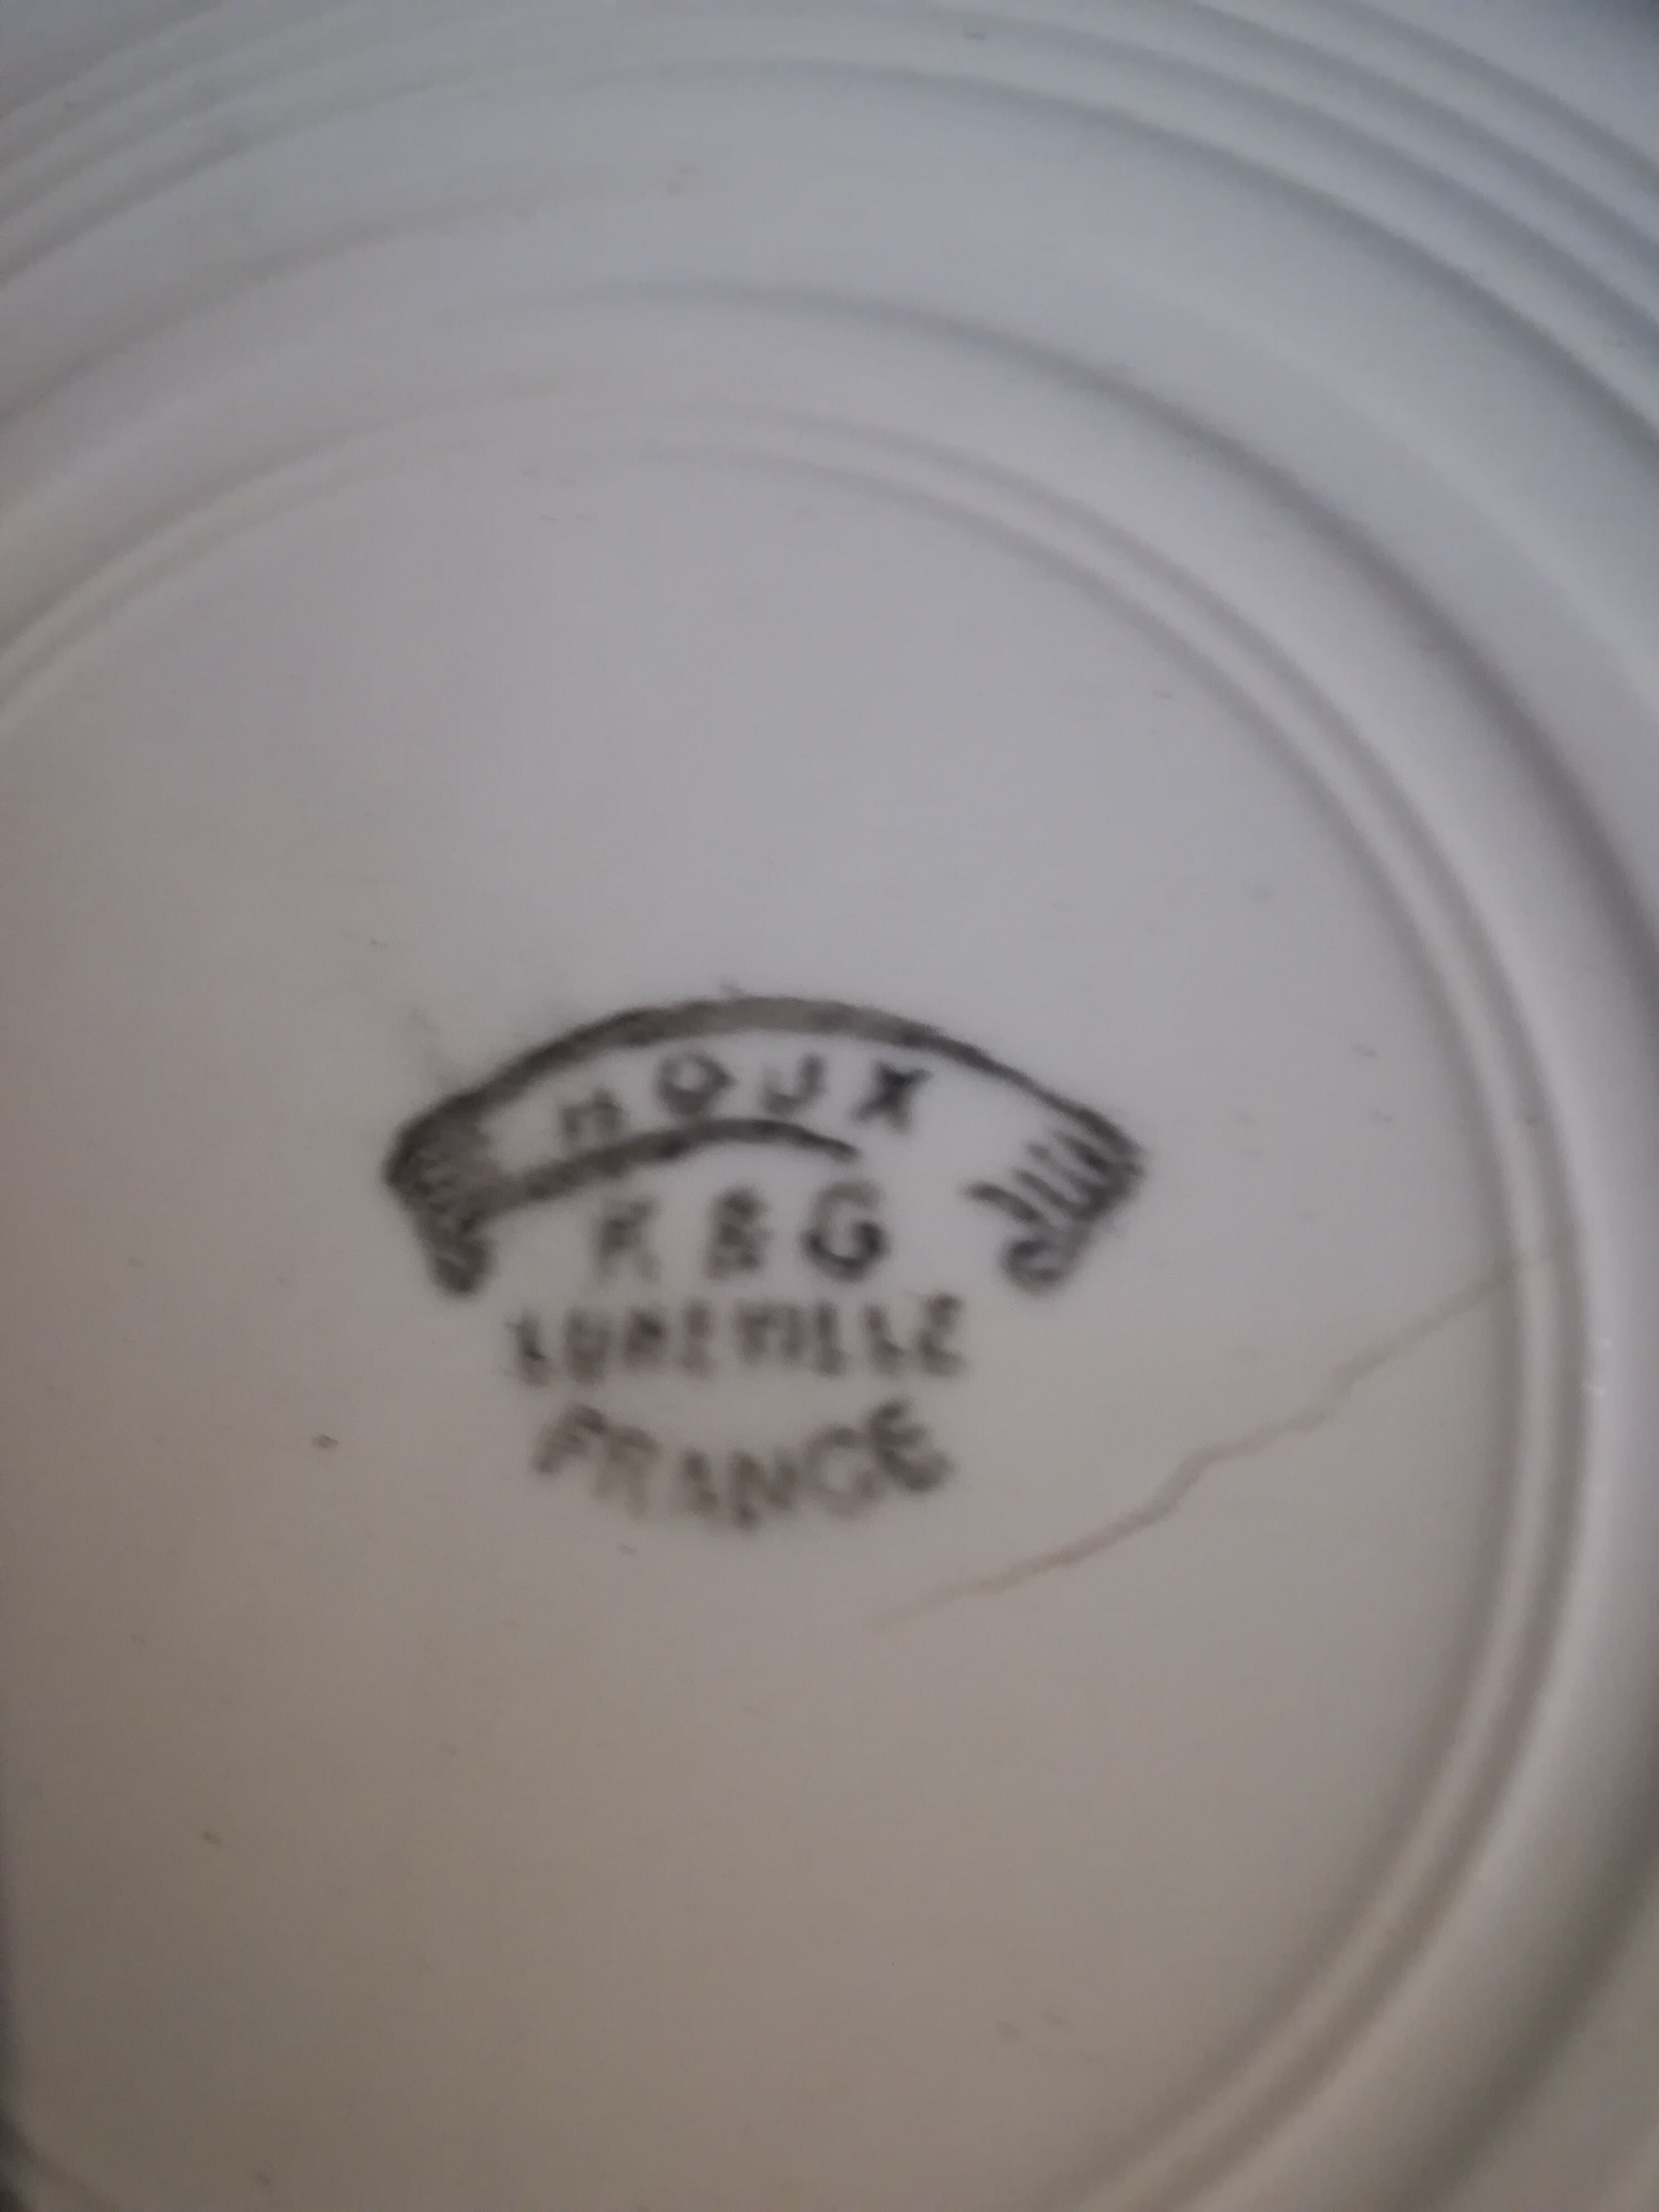 HOUX
K & G
LUNEVILLE
FRANCE